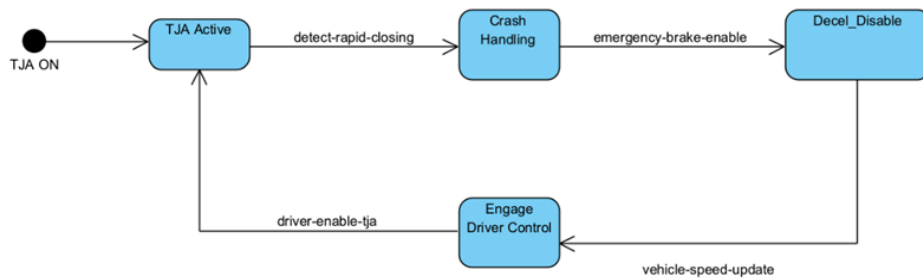 TJA ON
TJA Active
detect-rapid-closing
Crash
Handling
emergency-brake-enable
Decel_Disable
vehicle-speed-update
Engage
Driver Control
driver-enable-tja